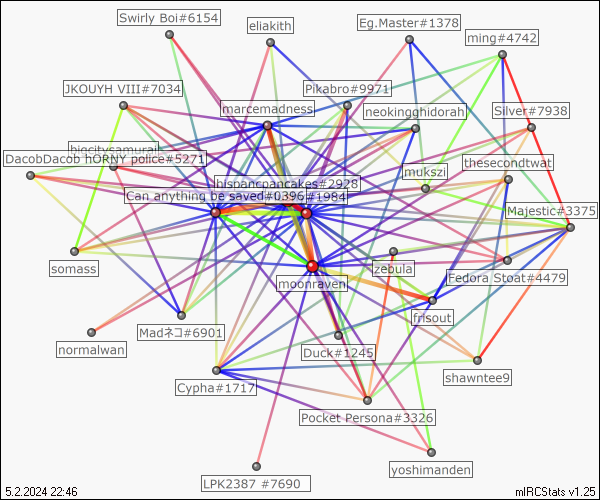 Swirly Boi#6154
eliakith
Eg.Master#1378
ming#4742
JKOUYH VIII#7034
Pikabro#9971
marcemadness
neokingghidorah
Silver#7938
bigcitysamurai
DacobDacob HORNY police#5271
thesecondtwat
mukszi
hispancpancakes#2928
Can anything be saved#0396
#1984
Majestic#3375
somass
moonraven
zebula
Fedora Stoat#4479
frisout
Madネコ#6901
normalwan
Duck#1245
shawntee9
Cypha#1717
Pocket Persona#3326
yoshimanden
LPK2387 #7690
5.2.2024 22:46
mIRCStats v1.25